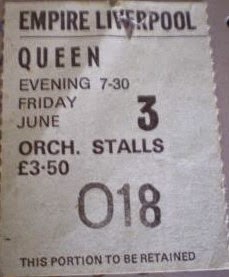 EMPIRE LIVERPOOL
QUEEN
EVENING 7-30
FRIDAY
JUNE 3
ORCH. STALLS
£3·50
O18
THIS PORTION TO BE RETAINED